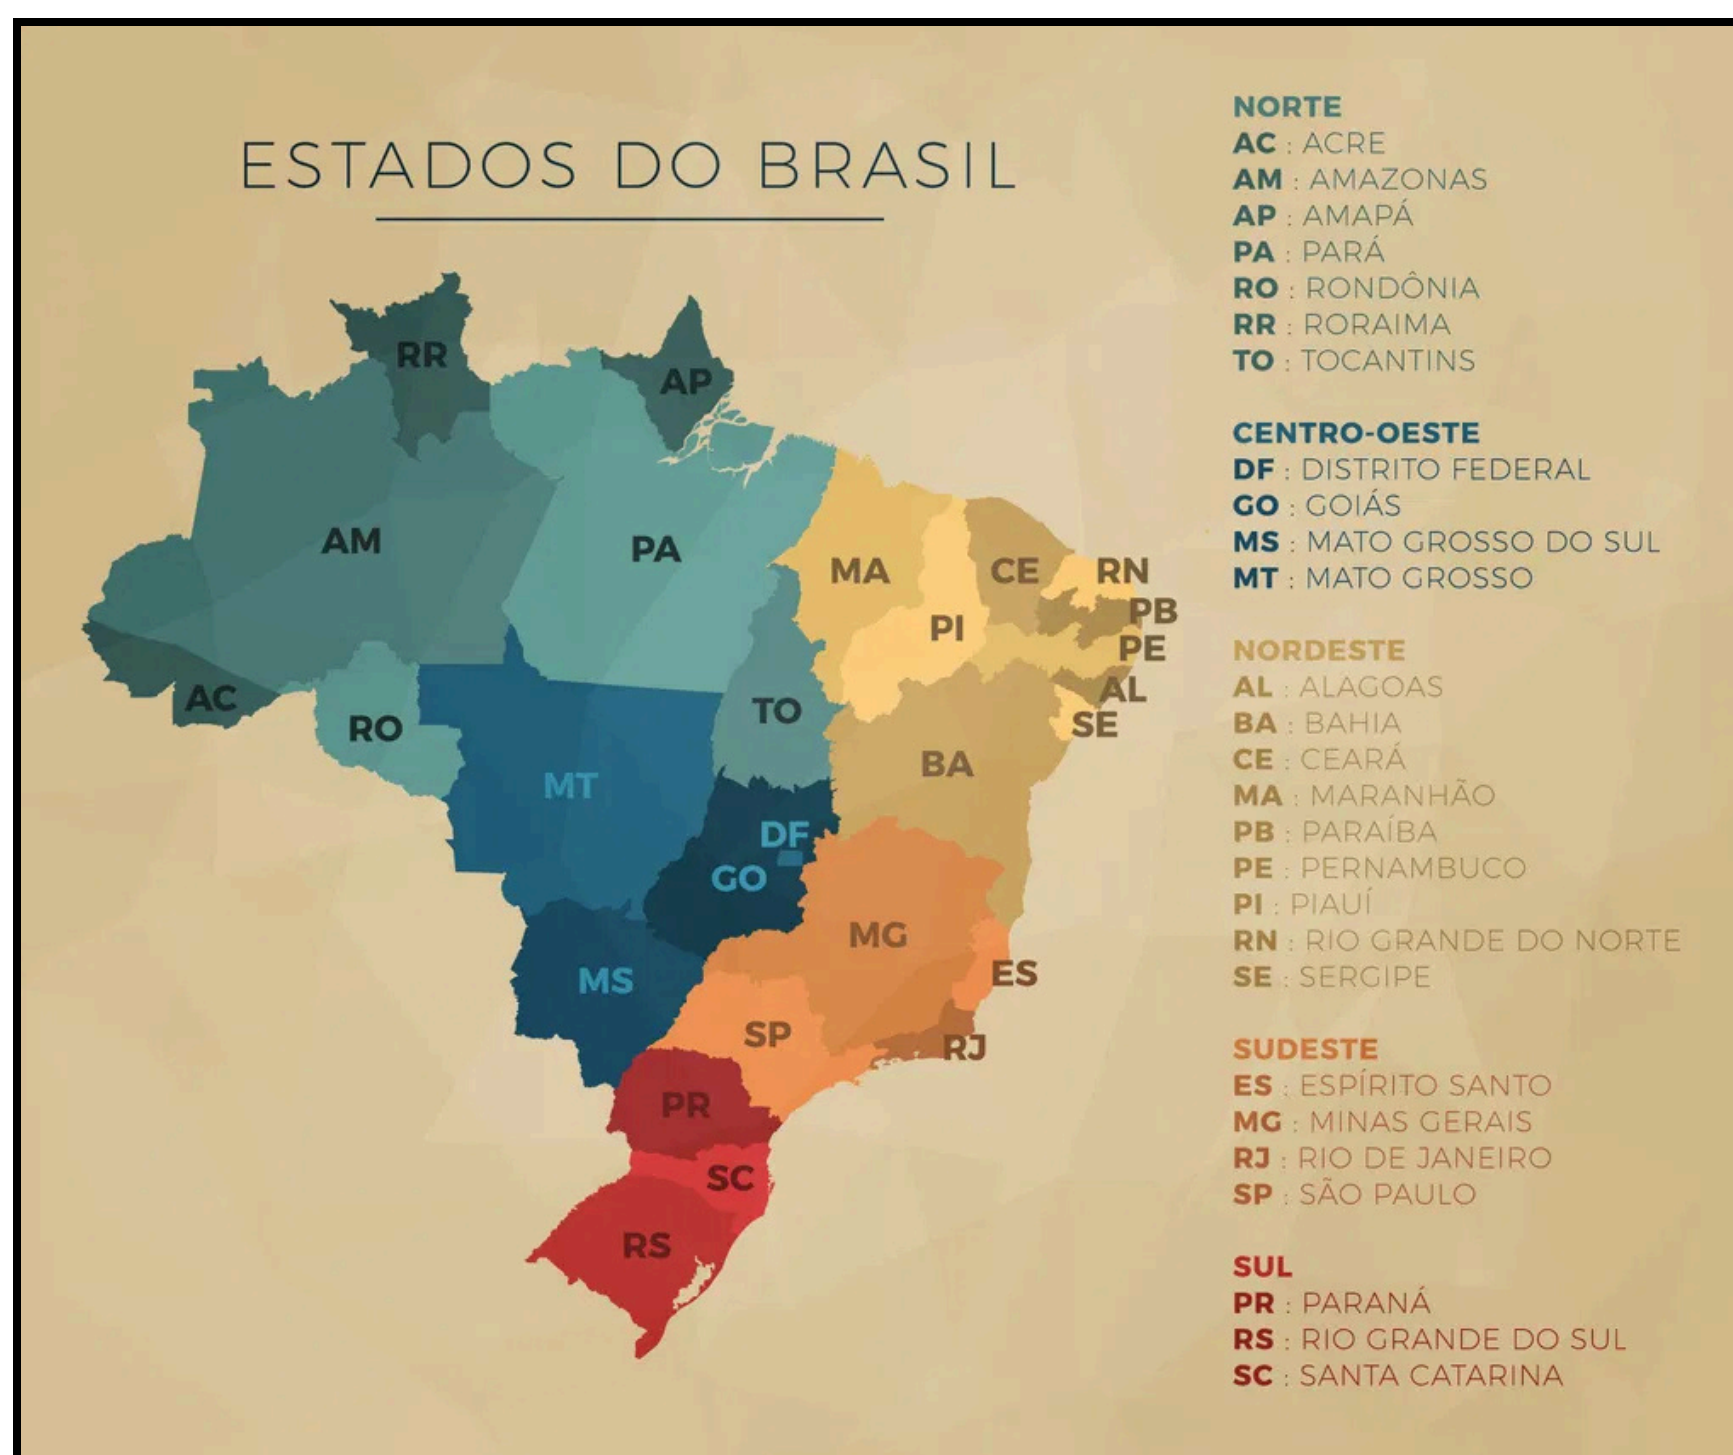 ESTADOS DO BRASIL
RR
AP
AM
PA
MA
CE
RN
PB
PI
PE
AC
RO
TO
AL
SE
MT
BA
DF
GO
MG
MS
ES
SP
RJ
PR
SC
RS
NORTE
AC : ACRE
AM : AMAZONAS
AP : AMAPÁ
PA : PARÁ
RO : RONDÔNIA
RR : RORAIMA
TO : TOCANTINS
CENTRO-OESTE
DF : DISTRITO FEDERAL
GO : GOIÁS
MS : MATO GROSSO DO SUL
MT : MATO GROSSO
NORDESTE
AL : ALAGOAS
BA : BAHIA
CE : CEARÁ
MA : MARANHÃO
PB : PARAÍBA
PE : PERNAMBUCO
PI : PIAUÍ
RN : RIO GRANDE DO NORTE
SE : SERGIPE
SUDESTE
ES : ESPÍRITO SANTO
MG : MINAS GERAIS
RJ : RIO DE JANEIRO
SP : SÃO PAULO
SUL
PR : PARANÁ
RS : RIO GRANDE DO SUL
SC : SANTA CATARINA